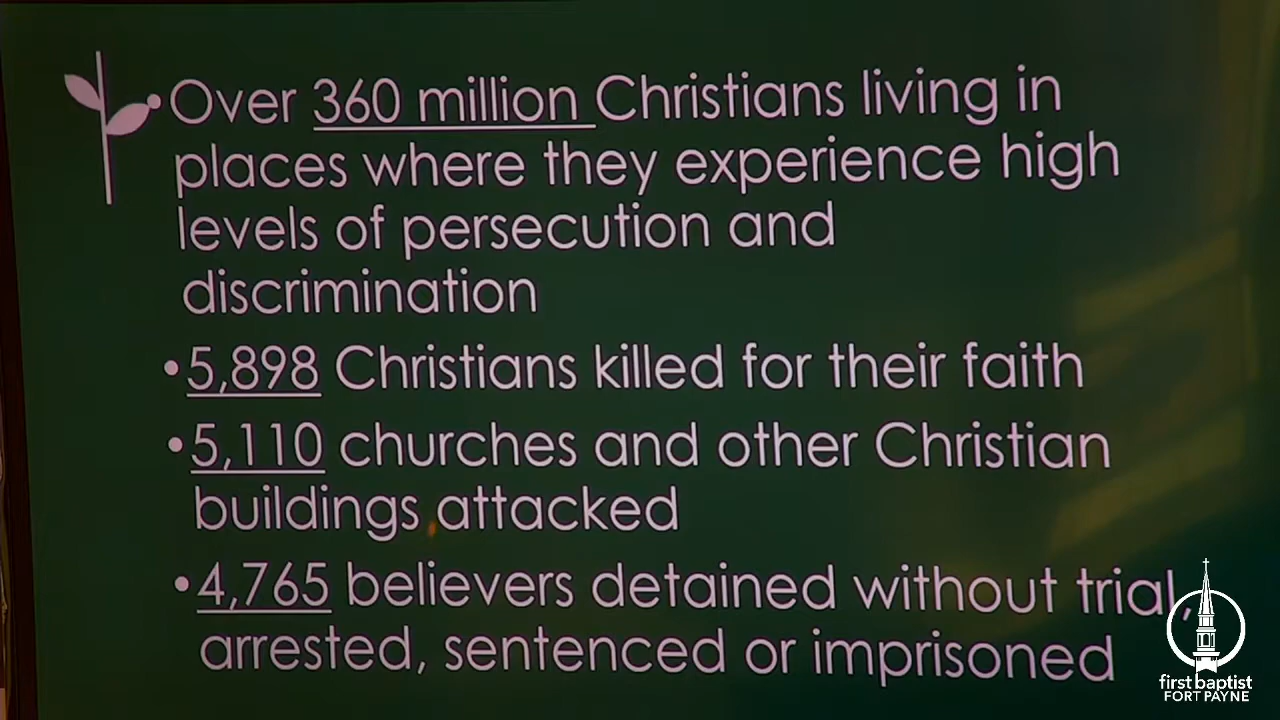 •Over 360 million Christians living in
places where they experience high
levels of persecution and
discrimination
•5,898 Christians killed for their faith
•5,110 churches and other Christian
buildings attacked
•4,765 believers detained without trial,
arrested, sentenced or imprisoned
first baptist
FORT PAYNE